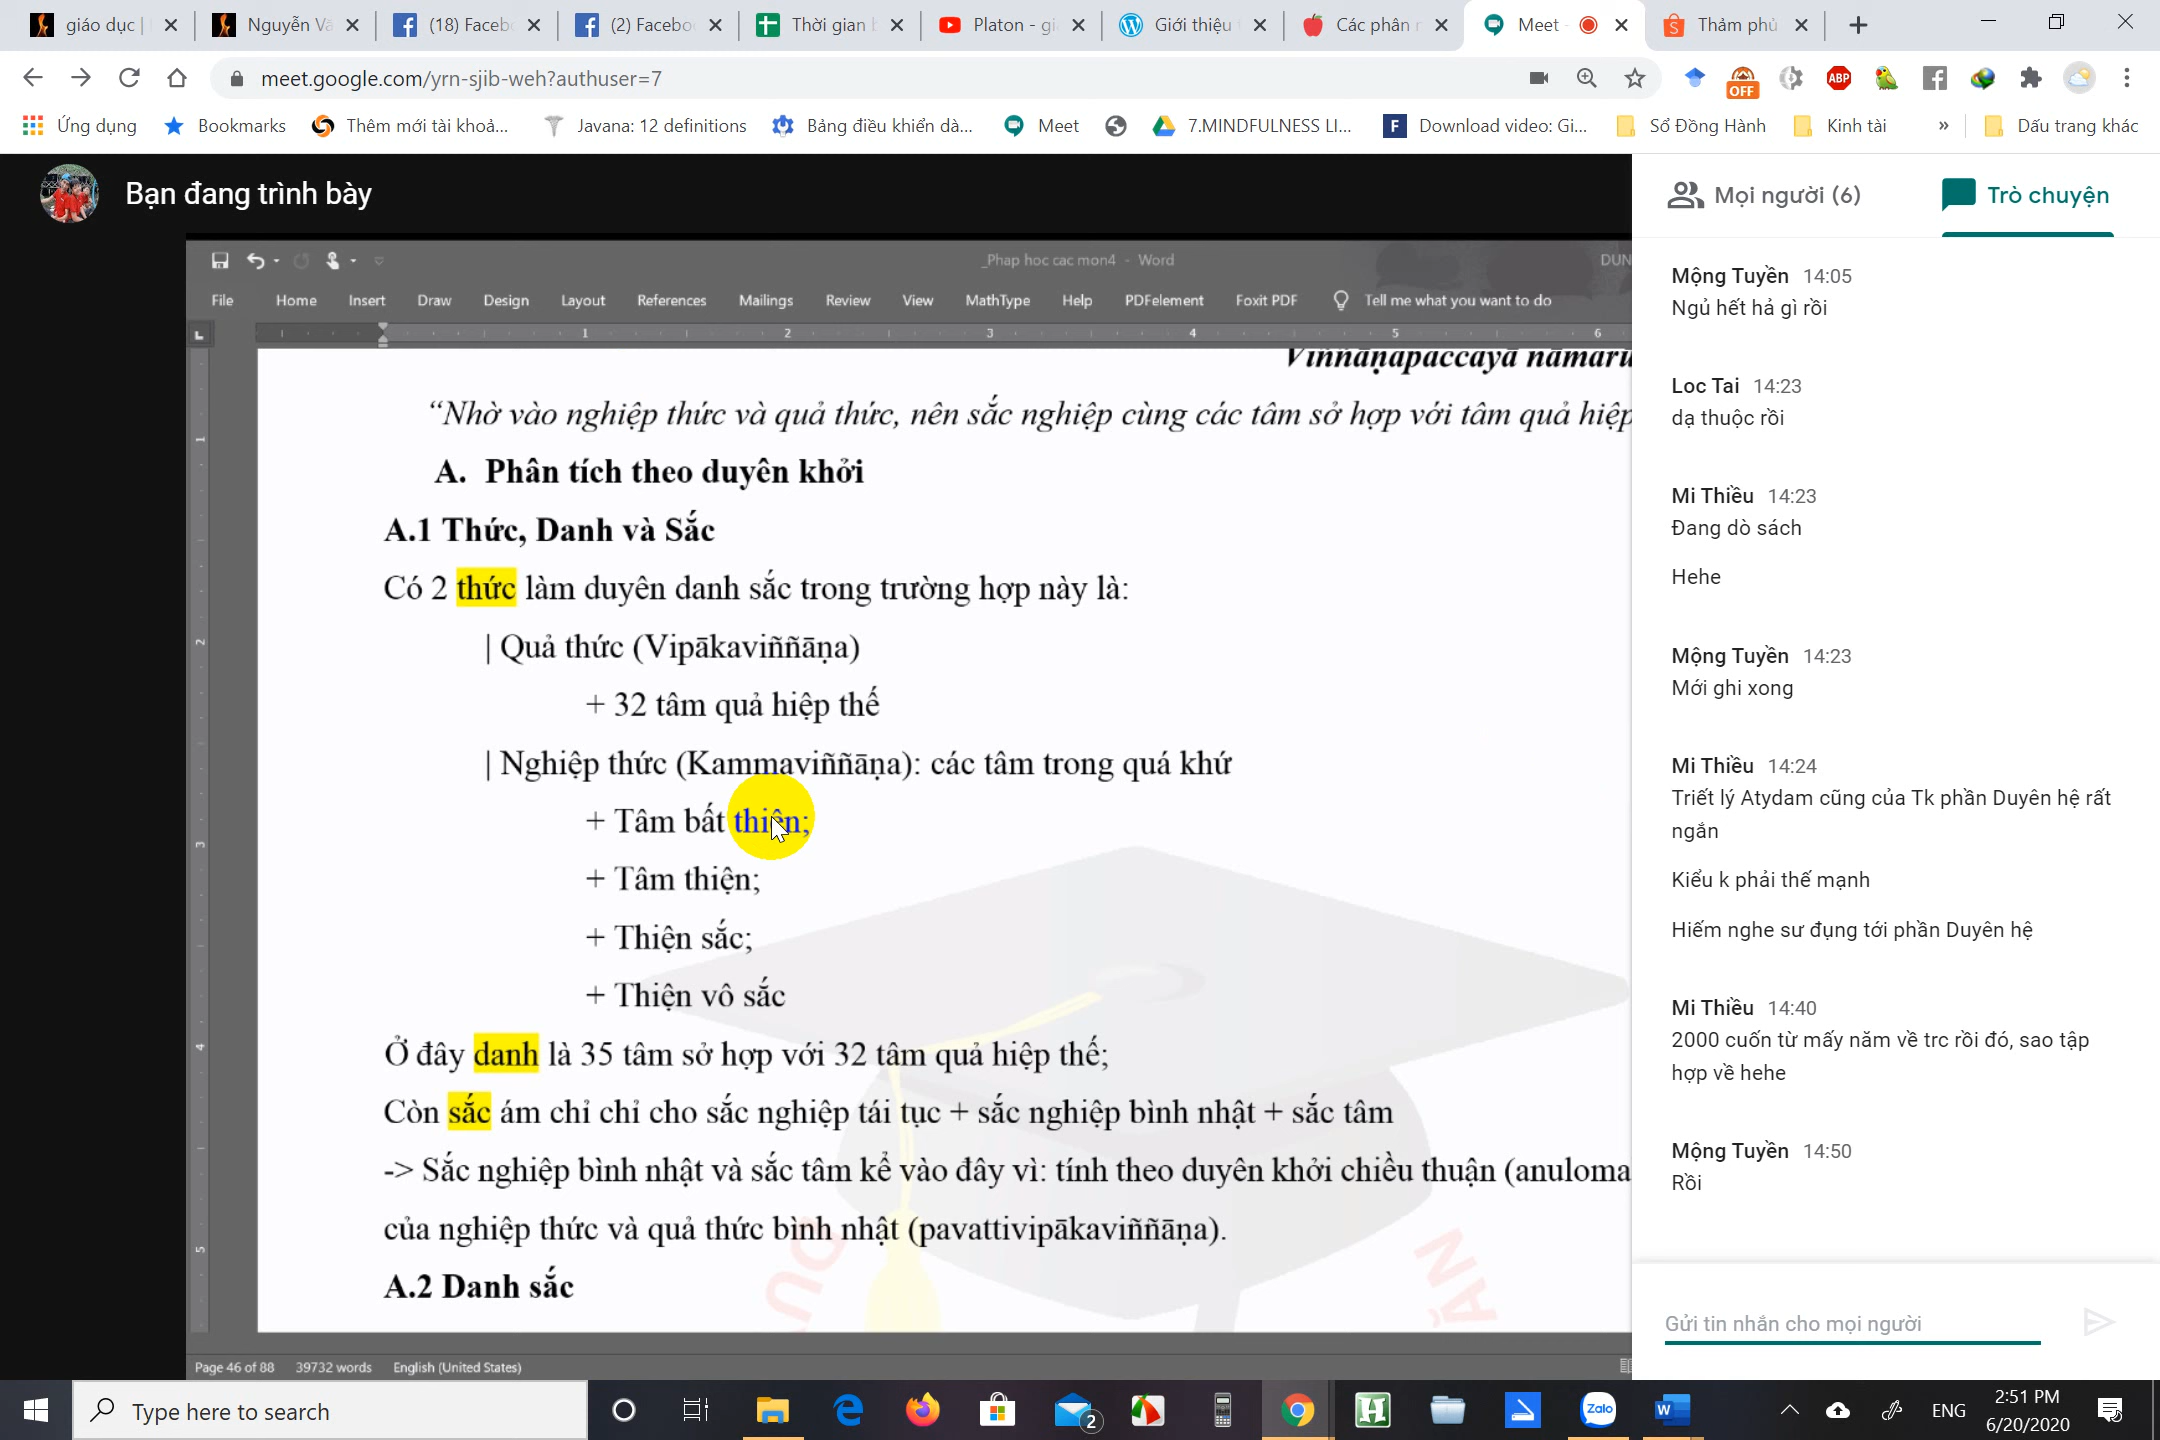 giáo dục |
Nguyễn Vă
(18) Facebo
(2) Facebo
Thời gian b
Platon - gi
Giới thiệu
Các phân
Meet
Thảm phủ
meet.google.com/yrn-sjib-weh?authuser=7
OFF
ABP
Ứng dụng
Bookmarks
Thêm mới tài khoả...
Javana: 12 definitions
Bảng điều khiển dà...
Meet
7.MINDFULNESS LI...
Download video: Gi...
Sổ Đồng Hành
Kinh tài
»
Dấu trang khác
Bạn đang trình bày
_Phap hoc cac mon4 - Word
DUN
File Home Insert Draw Design Layout References Mailings Review View MathType Help PDFelement Foxit PDF Tell me what you want to do
1 2 3 4 5 6
Viññāṇapaccayā nāmarū
“Nhờ vào nghiệp thức và quả thức, nên sắc nghiệp cùng các tâm sở hợp với tâm quả hiệp
A. Phân tích theo duyên khởi
A.1 Thức, Danh và Sắc
Có 2 thức làm duyên danh sắc trong trường hợp này là:
| Quả thức (Vipākaviññāṇa)
+ 32 tâm quả hiệp thế
| Nghiệp thức (Kammaviññāṇa): các tâm trong quá khứ
+ Tâm bất thiện;
+ Tâm thiện;
+ Thiện sắc;
+ Thiện vô sắc
Ở đây danh là 35 tâm sở hợp với 32 tâm quả hiệp thế;
Còn sắc ám chỉ chỉ cho sắc nghiệp tái tục + sắc nghiệp bình nhật + sắc tâm
-> Sắc nghiệp bình nhật và sắc tâm kể vào đây vì: tính theo duyên khởi chiều thuận (anuloma
của nghiệp thức và quả thức bình nhật (pavattivipākaviññāṇa).
A.2 Danh sắc
Page 46 of 88 39732 words English (United States)
Mọi người (6)
Trò chuyện
Mộng Tuyền 14:05
Ngủ hết hả gì rồi
Loc Tai 14:23
dạ thuộc rồi
Mi Thiều 14:23
Đang dò sách
Hehe
Mộng Tuyền 14:23
Mới ghi xong
Mi Thiều 14:24
Triết lý Atydam cũng của Tk phần Duyên hệ rất
ngắn
Kiểu k phải thế mạnh
Hiếm nghe sư đụng tới phần Duyên hệ
Mi Thiều 14:40
2000 cuốn từ mấy năm về trc rồi đó, sao tập
hợp về hehe
Mộng Tuyền 14:50
Rồi
Gửi tin nhắn cho mọi người
Type here to search
2
Zalo
ENG
2:51 PM
6/20/2020